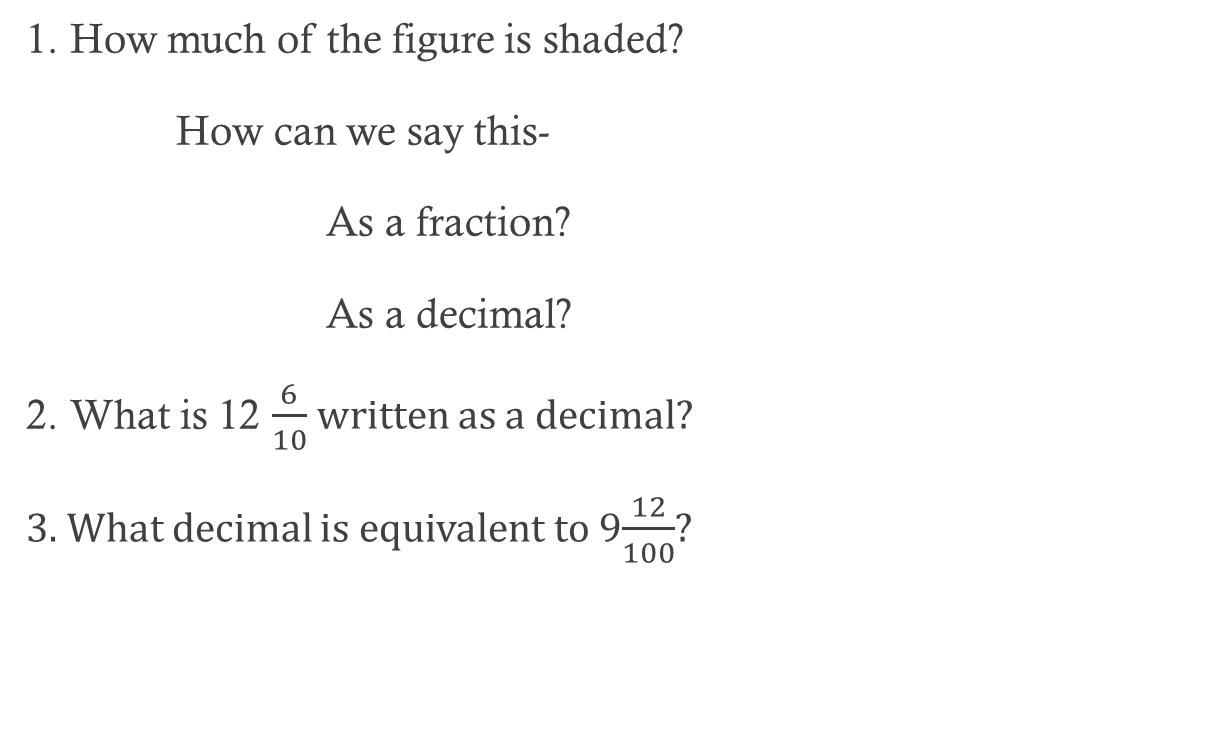 1. How much of the figure is shaded?
How can we say this-
As a fraction?
As a decimal?
2. What is 12 6/10 written as a decimal?
3. What decimal is equivalent to 9 12/100?